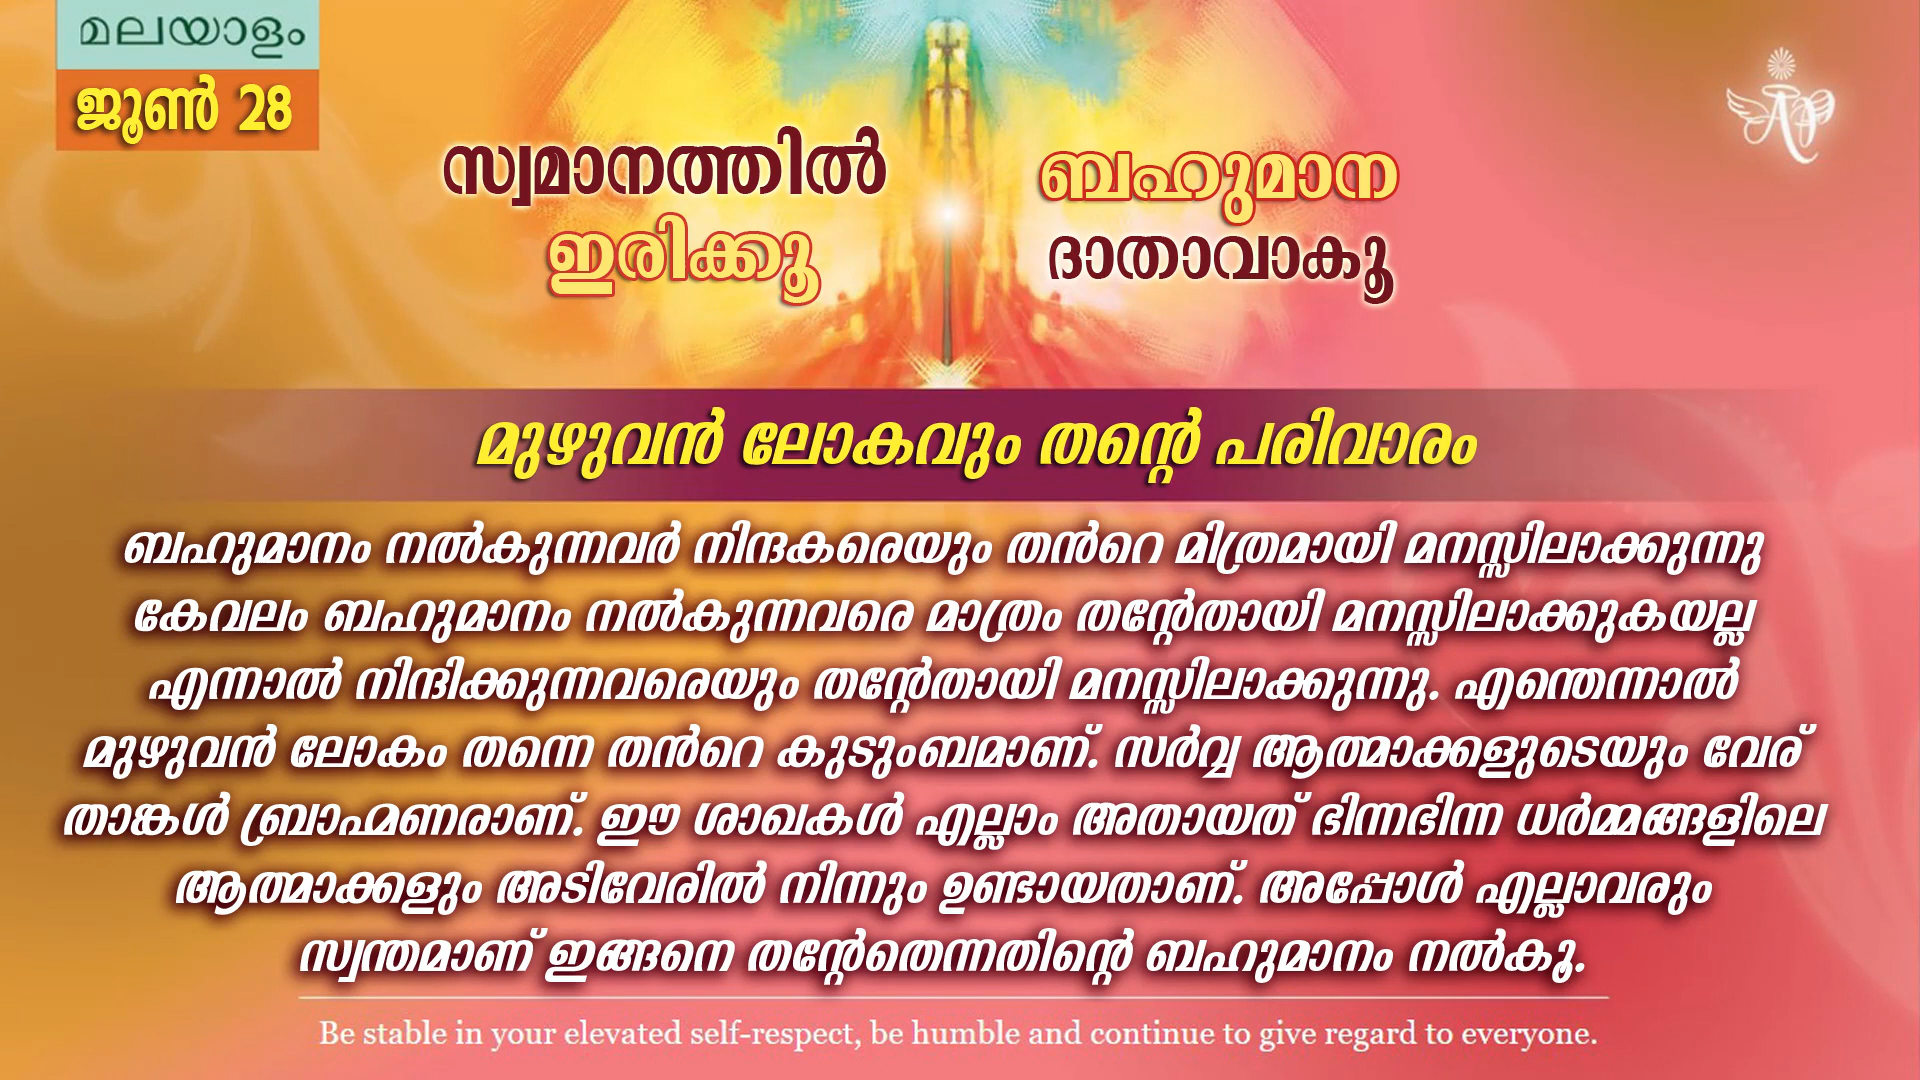 മലയാളം
ജൂൺ 28
സ്വമാനത്തിൽ
ഇരിക്കൂ
ബഹുമാന
ദാതാവാകൂ
മുഴുവൻ ലോകവും തന്റെ പരിവാരം
ബഹുമാനം നൽകുന്നവർ നിന്ദകരെയും തൻറെ മിത്രമായി മനസ്സിലാക്കുന്നു
കേവലം ബഹുമാനം നൽകുന്നവരെ മാത്രം തന്റേതായി മനസ്സിലാക്കുകയല്ല
എന്നാൽ നിന്ദിക്കുന്നവരെയും തന്റേതായി മനസ്സിലാക്കുന്നു. എന്തെന്നാൽ
മുഴുവൻ ലോകം തന്നെ തൻറെ കുടുംബമാണ്. സർവ്വ ആത്മാക്കളുടെയും വേര്
താങ്കൾ ബ്രാഹ്മണരാണ്. ഈ ശാഖകൾ എല്ലാം അതായത് ഭിന്നഭിന്ന ധർമ്മങ്ങളിലെ
ആത്മാക്കളും അടിവേരിൽ നിന്നും ഉണ്ടായതാണ്. അപ്പോൾ എല്ലാവരും
സ്വന്തമാണ് ഇങ്ങനെ തന്റേതെന്നതിന്റെ ബഹുമാനം നൽകൂ.
Be stable in your elevated self-respect, be humble and continue to give regard to everyone.